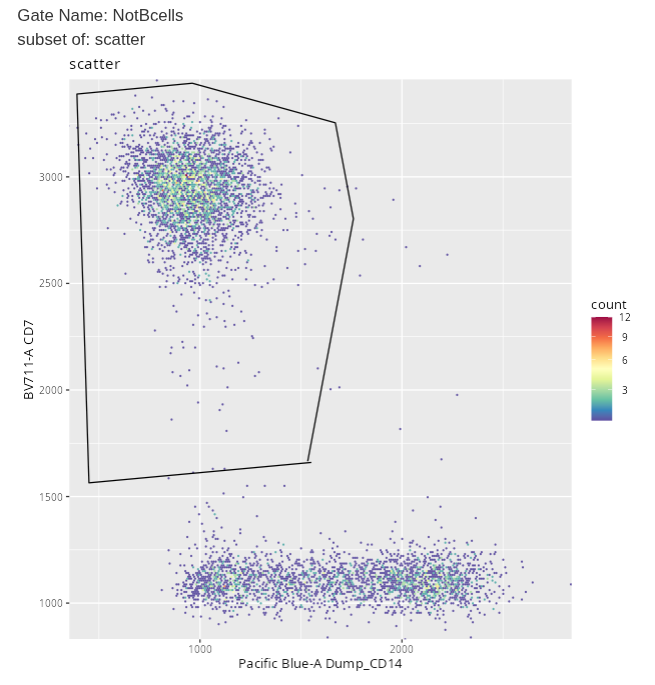 Gate Name: NotBcells
subset of: scatter
scatter
3000
2500
2000
1500
1000
BV711-A CD7
1000 2000
Pacific Blue-A Dump_CD14
count
12
9
6
3